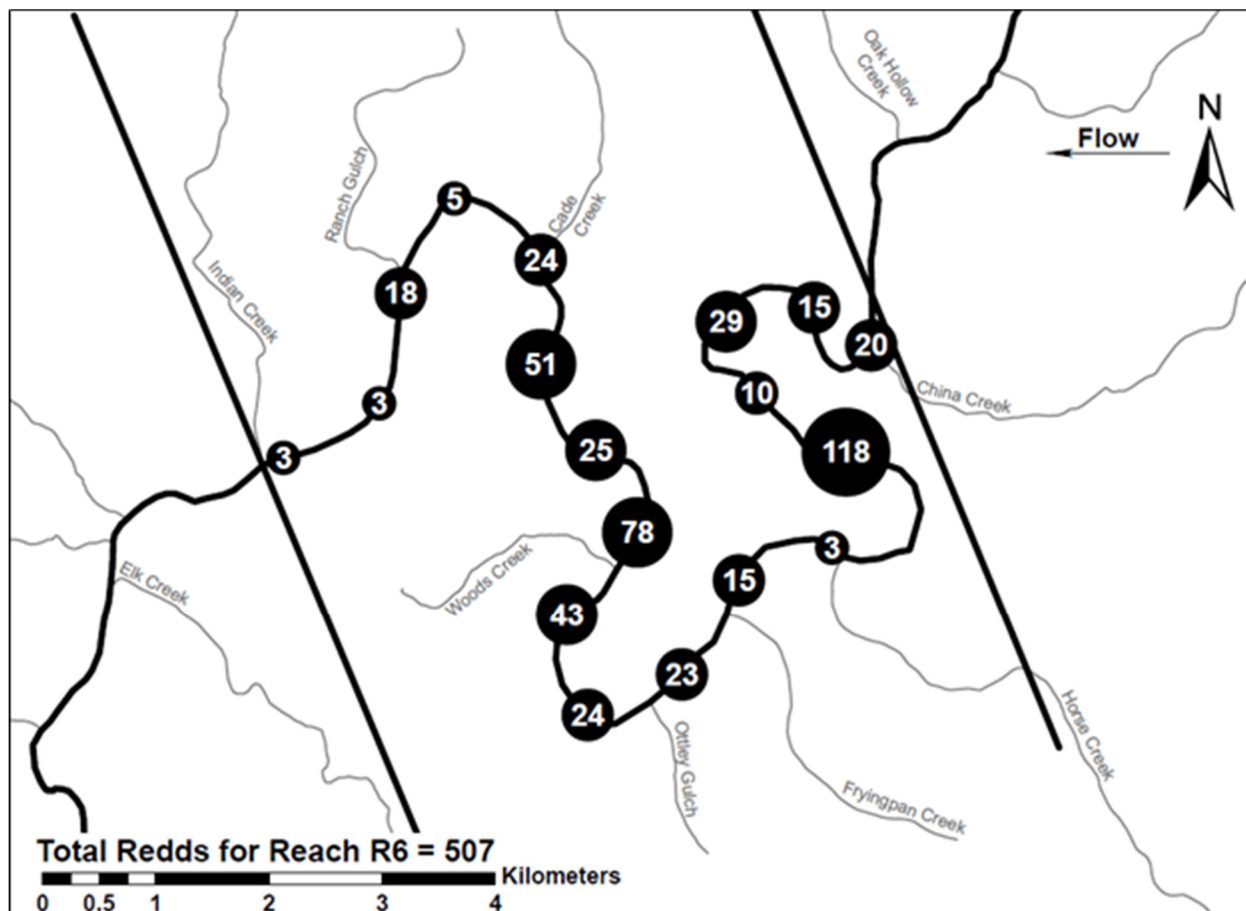 Oak Hollow
Creek
N
Flow
Ranch Gulch
Cade
Creek
5
24
18
Indian Creek
29
15
20
51
10
China Creek
3
3
25
118
78
3
Woods Creek
15
43
Elk Creek
23
24
Ottley Gulch
Horse Creek
Fryingpan Creek
Total Redds for Reach R6 = 507
Kilometers
0 0.5 1 2 3 4